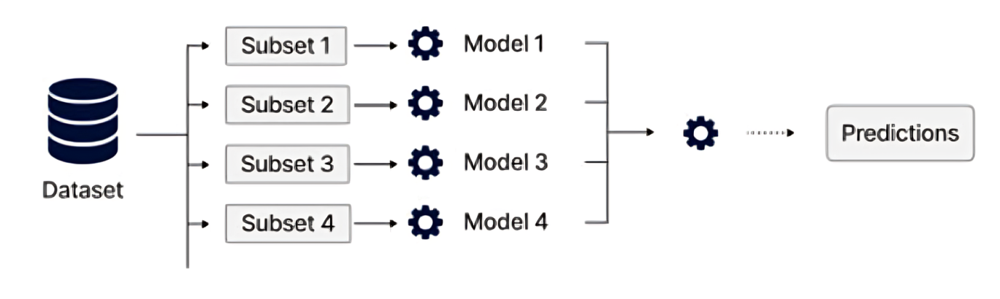 Dataset
Subset 1
Model 1
Subset 2
Model 2
Subset 3
Model 3
Subset 4
Model 4
Predictions